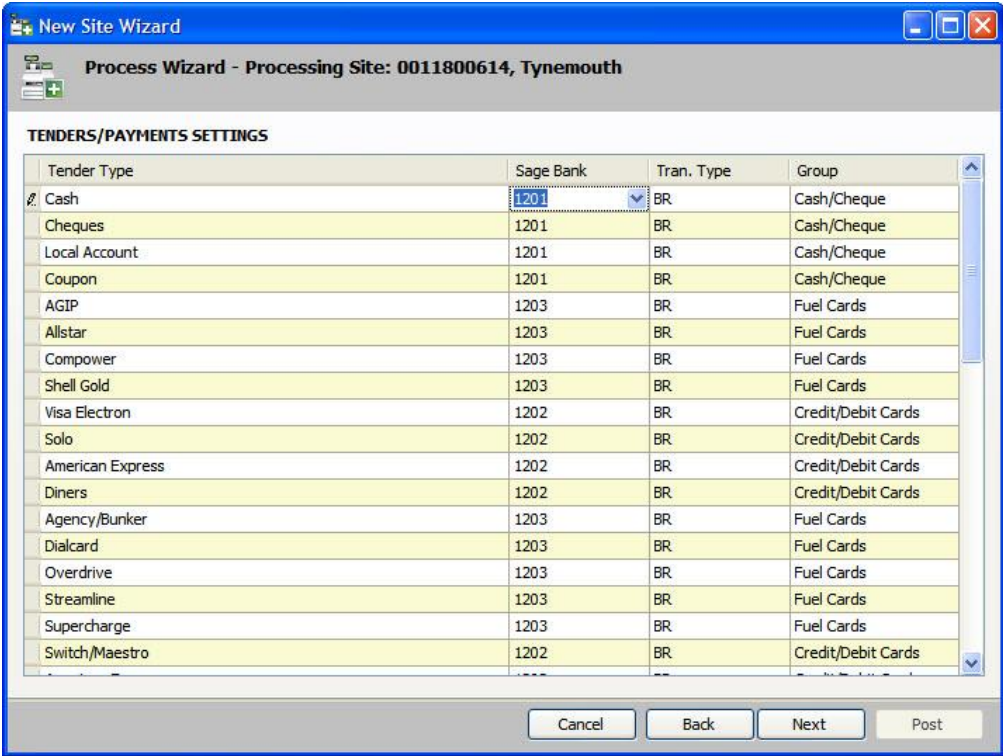 New Site Wizard
Process Wizard - Processing Site: 0011800614, Tynemouth
TENDERS/PAYMENTS SETTINGS
Tender Type Sage Bank Tran. Type Group
Cash 1201 BR Cash/Cheque
Cheques 1201 BR Cash/Cheque
Local Account 1201 BR Cash/Cheque
Coupon 1201 BR Cash/Cheque
AGIP 1203 BR Fuel Cards
Allstar 1203 BR Fuel Cards
Compower 1203 BR Fuel Cards
Shell Gold 1203 BR Fuel Cards
Visa Electron 1202 BR Credit/Debit Cards
Solo 1202 BR Credit/Debit Cards
American Express 1202 BR Credit/Debit Cards
Diners 1202 BR Credit/Debit Cards
Agency/Bunker 1203 BR Fuel Cards
Dialcard 1203 BR Fuel Cards
Overdrive 1203 BR Fuel Cards
Streamline 1203 BR Fuel Cards
Supercharge 1203 BR Fuel Cards
Switch/Maestro 1202 BR Credit/Debit Cards
Cancel Back Next Post